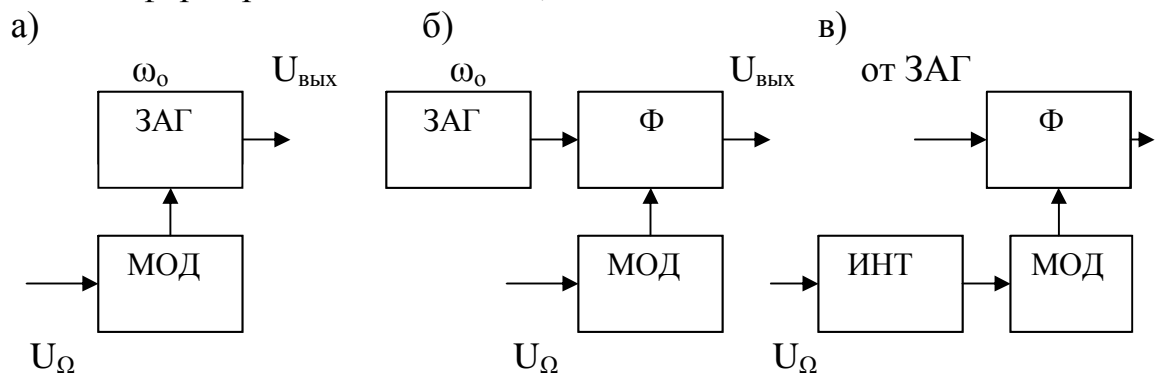 а) б) в)
ω₀ U_вых ω₀ U_вых от ЗАГ
ЗАГ ЗАГ Ф Ф
МОД МОД ИНТ МОД
U_Ω U_Ω U_Ω